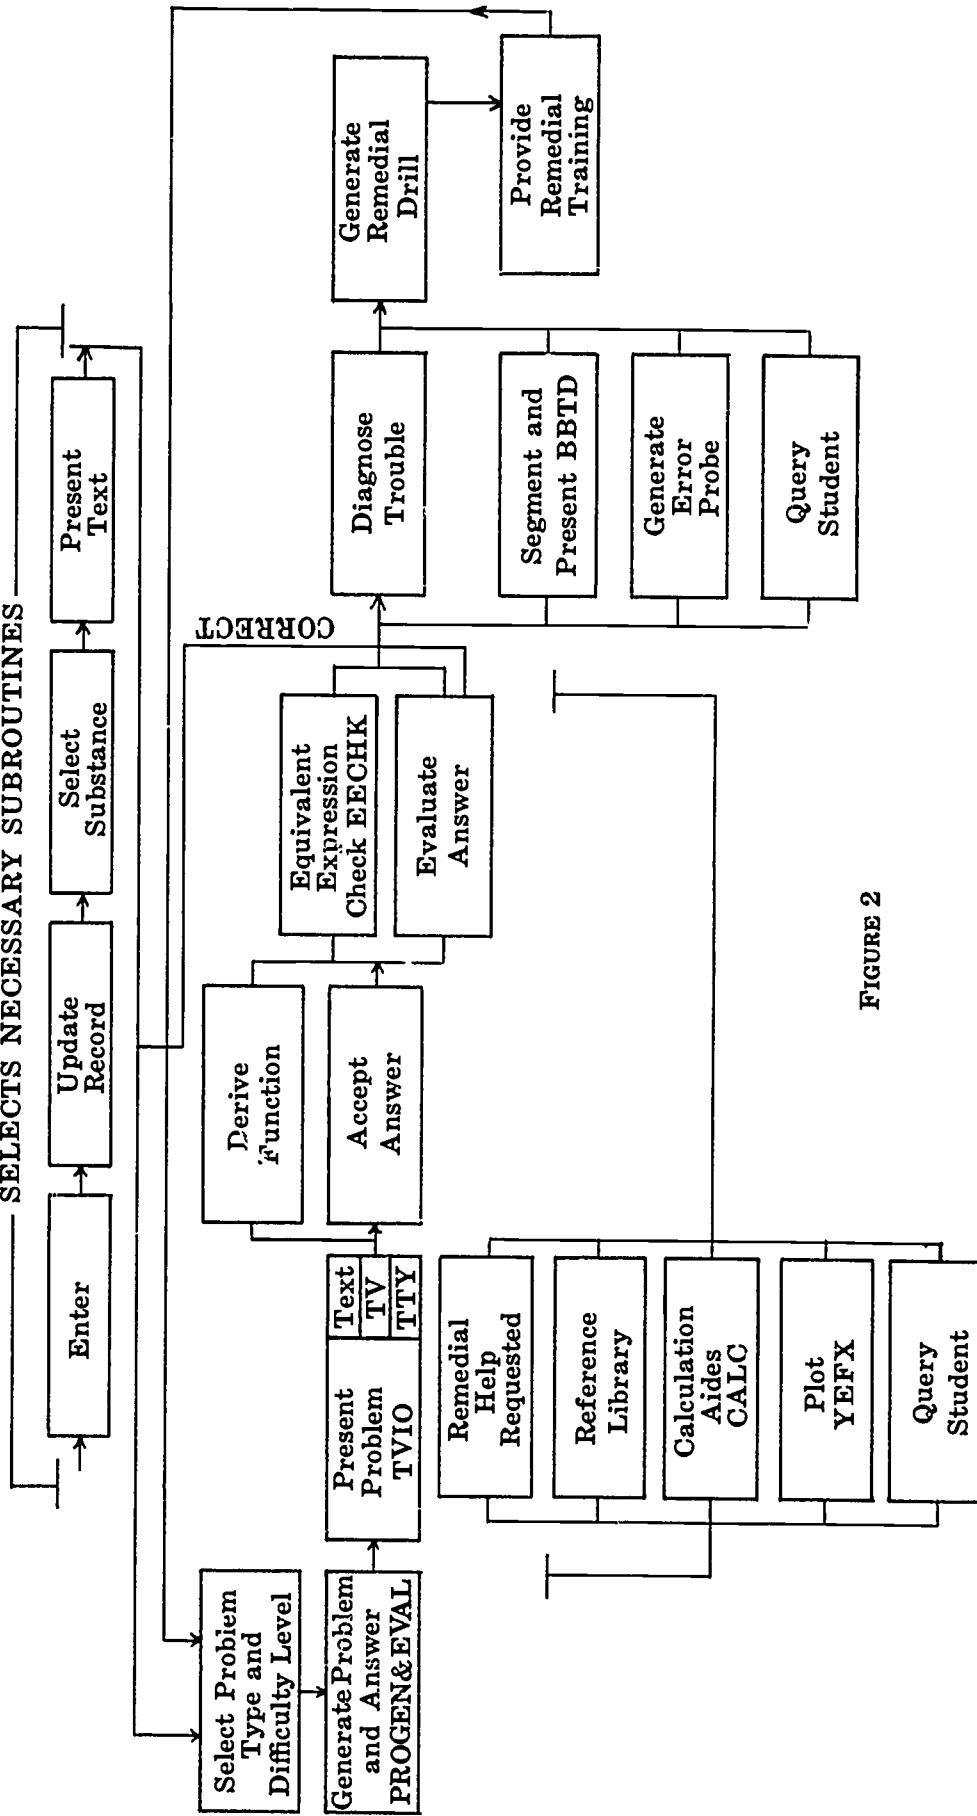 SELECTS NECESSARY SUBROUTINES
Enter
Update
Record
Select
Substance
Present
Text
Select Problem
Type and
Difficulty Level
Generate Problem
and Answer
PROGEN&EVAL
Present
Problem
TVIO
Text
TV
TTY
Derive
Function
Accept
Answer
Equivalent
Expression
Check EECHK
Evaluate
Answer
CORRECT
Diagnose
Trouble
Segment and
Present BBTD
Generate
Error
Probe
Query
Student
Generate
Remedial
Drill
Provide
Remedial
Training
Remedial
Help
Requested
Reference
Library
Calculation
Aides
CALC
Plot
YEFX
Query
Student
FIGURE 2